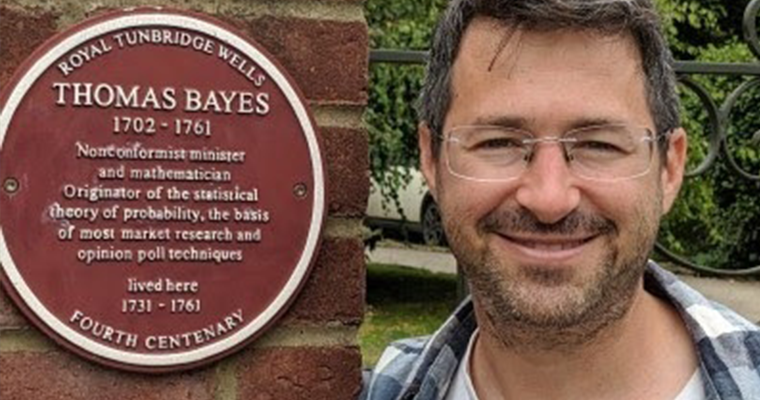 ROYAL TUNBRIDGE WELLS
THOMAS BAYES
1702 - 1761
Nonconformist minister
and mathematician
Originator of the statistical
theory of probability, the basis
of most market research and
opinion poll techniques
lived here
1731 - 1761
FOURTH CENTENARY